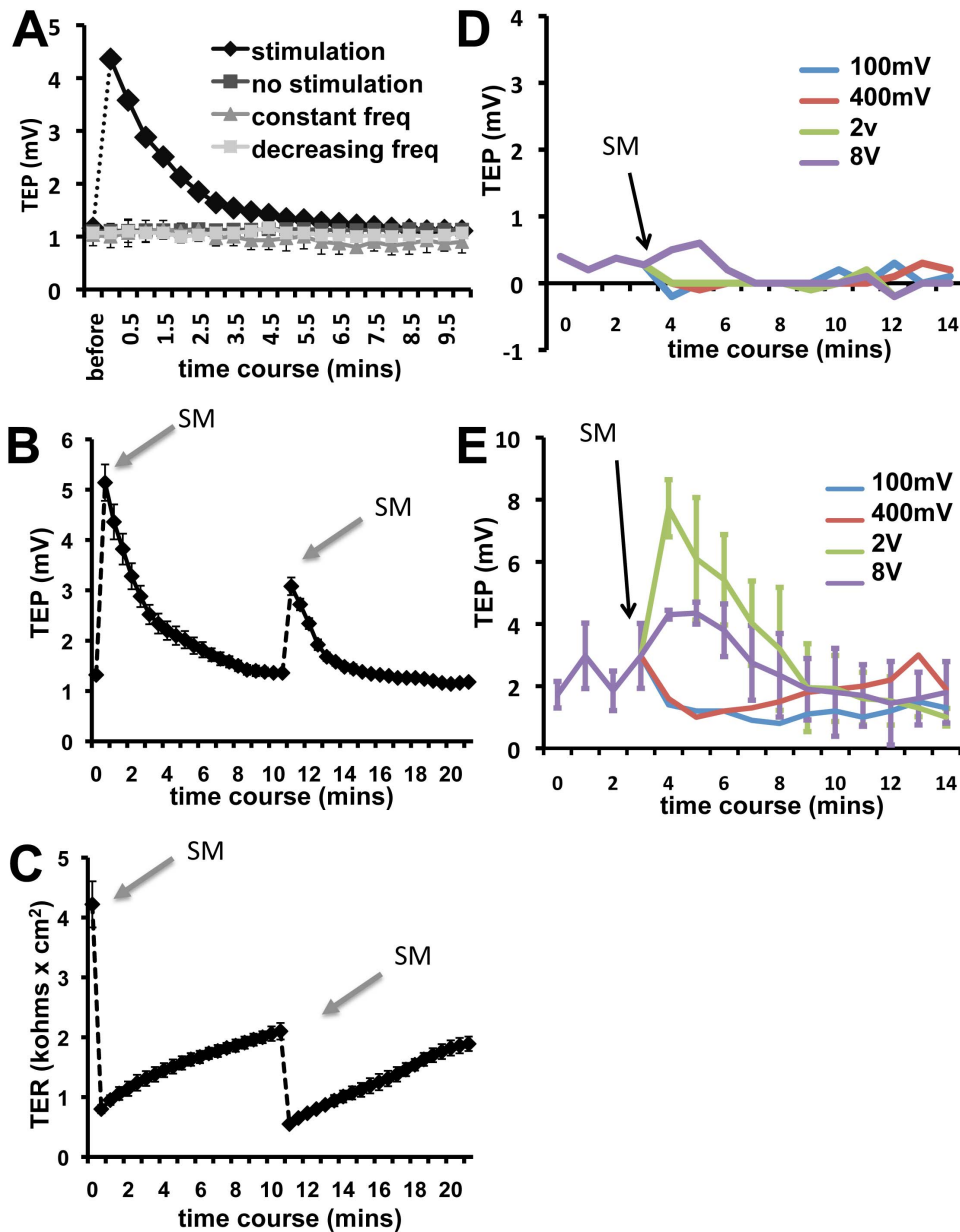 A
stimulation
no stimulation
constant freq
decreasing freq
TEP (mV)
5
4
3
2
1
0
before
0.5
1.5
2.5
3.5
4.5
5.5
6.5
7.5
8.5
9.5
time course (mins)
D
100mV
400mV
2v
8V
SM
TEP (mV)
4
3
2
1
0
-1
0 2 4 6 8 10 12 14
time course (mins)
B
SM
SM
TEP (mV)
6
5
4
3
2
1
0
0 2 4 6 8 10 12 14 16 18 20
time course (mins)
E
SM
100mV
400mV
2V
8V
TEP (mV)
10
8
6
4
2
0
0 2 4 6 8 10 12 14
time course (mins)
C
SM
SM
TER (kohms x cm²)
5
4
3
2
1
0
0 2 4 6 8 10 12 14 16 18 20
time course (mins)